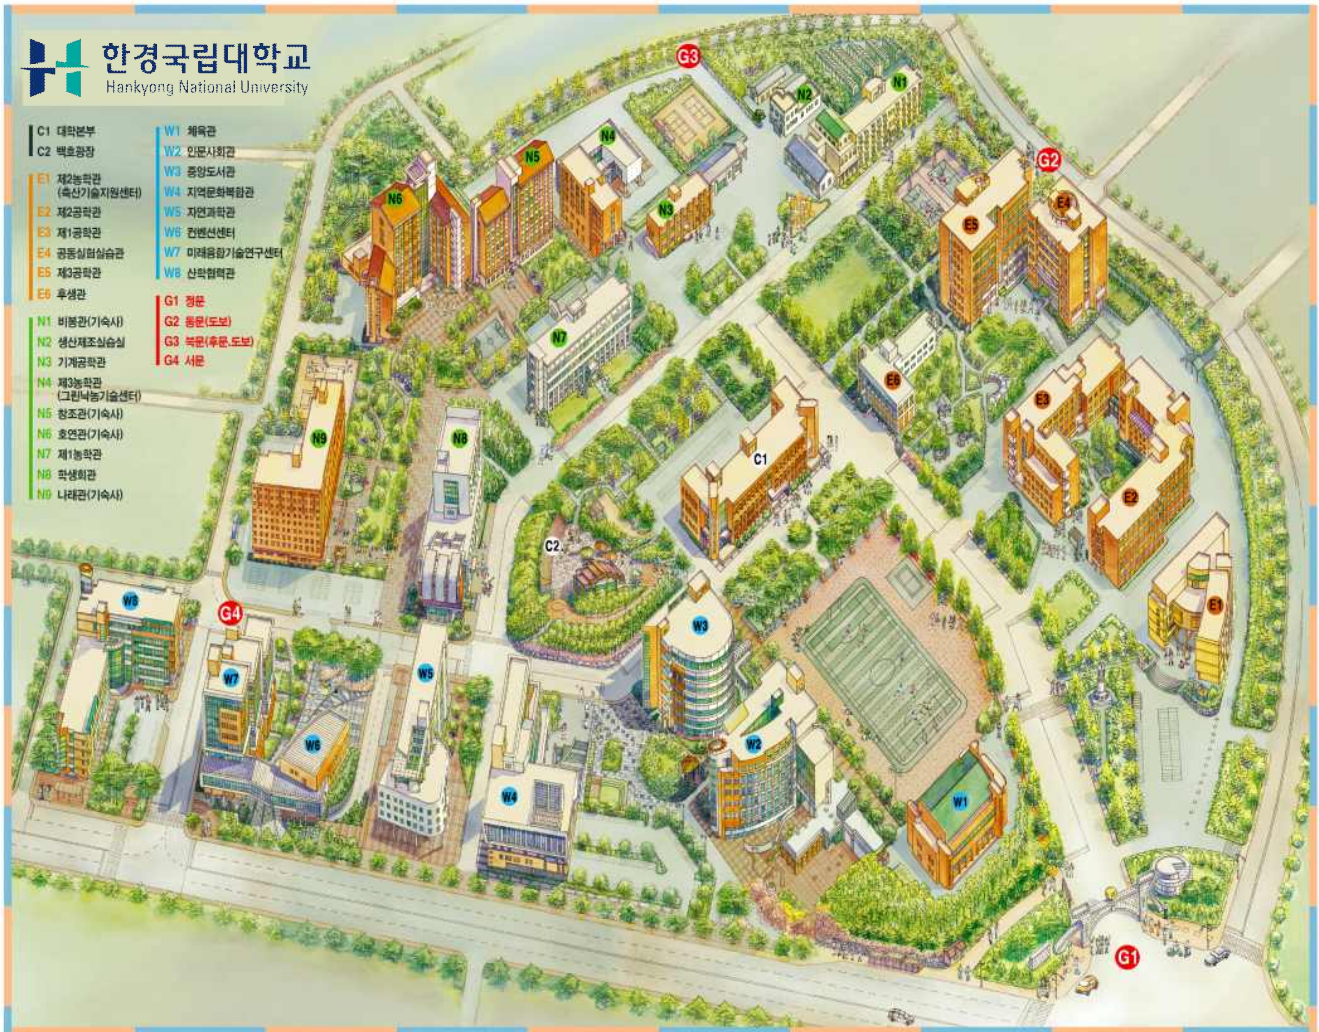 한경국립대학교
Hankyong National University
C1 대학본부
C2 백호광장
E1 제2농학관
(축산기술지원센터)
E2 제2공학관
E3 제1공학관
E4 공동실험실습관
E5 제3공학관
E6 후생관
N1 비봉관(기숙사)
N2 생산제조실습실
N3 기계공학관
N4 제3농학관
(그린낙농기술센터)
N5 창조관(기숙사)
N6 호연관(기숙사)
N7 제1농학관
N8 학생회관
N9 나래관(기숙사)
W1 체육관
W2 인문사회관
W3 중앙도서관
W4 지역문화복합관
W5 자연과학관
W6 컨벤션센터
W7 미래융합기술연구센터
W8 산학협력관
G1 정문
G2 동문(도보)
G3 북문(후문.도보)
G4 서문
G3
N1
N2
N4
N5
G2
N6
E4
N3
E5
N7
E6
E3
N9
N8
C1
E2
C2
W8
E1
G4
W3
W5
W7
W6
W2
W4
W1
G1